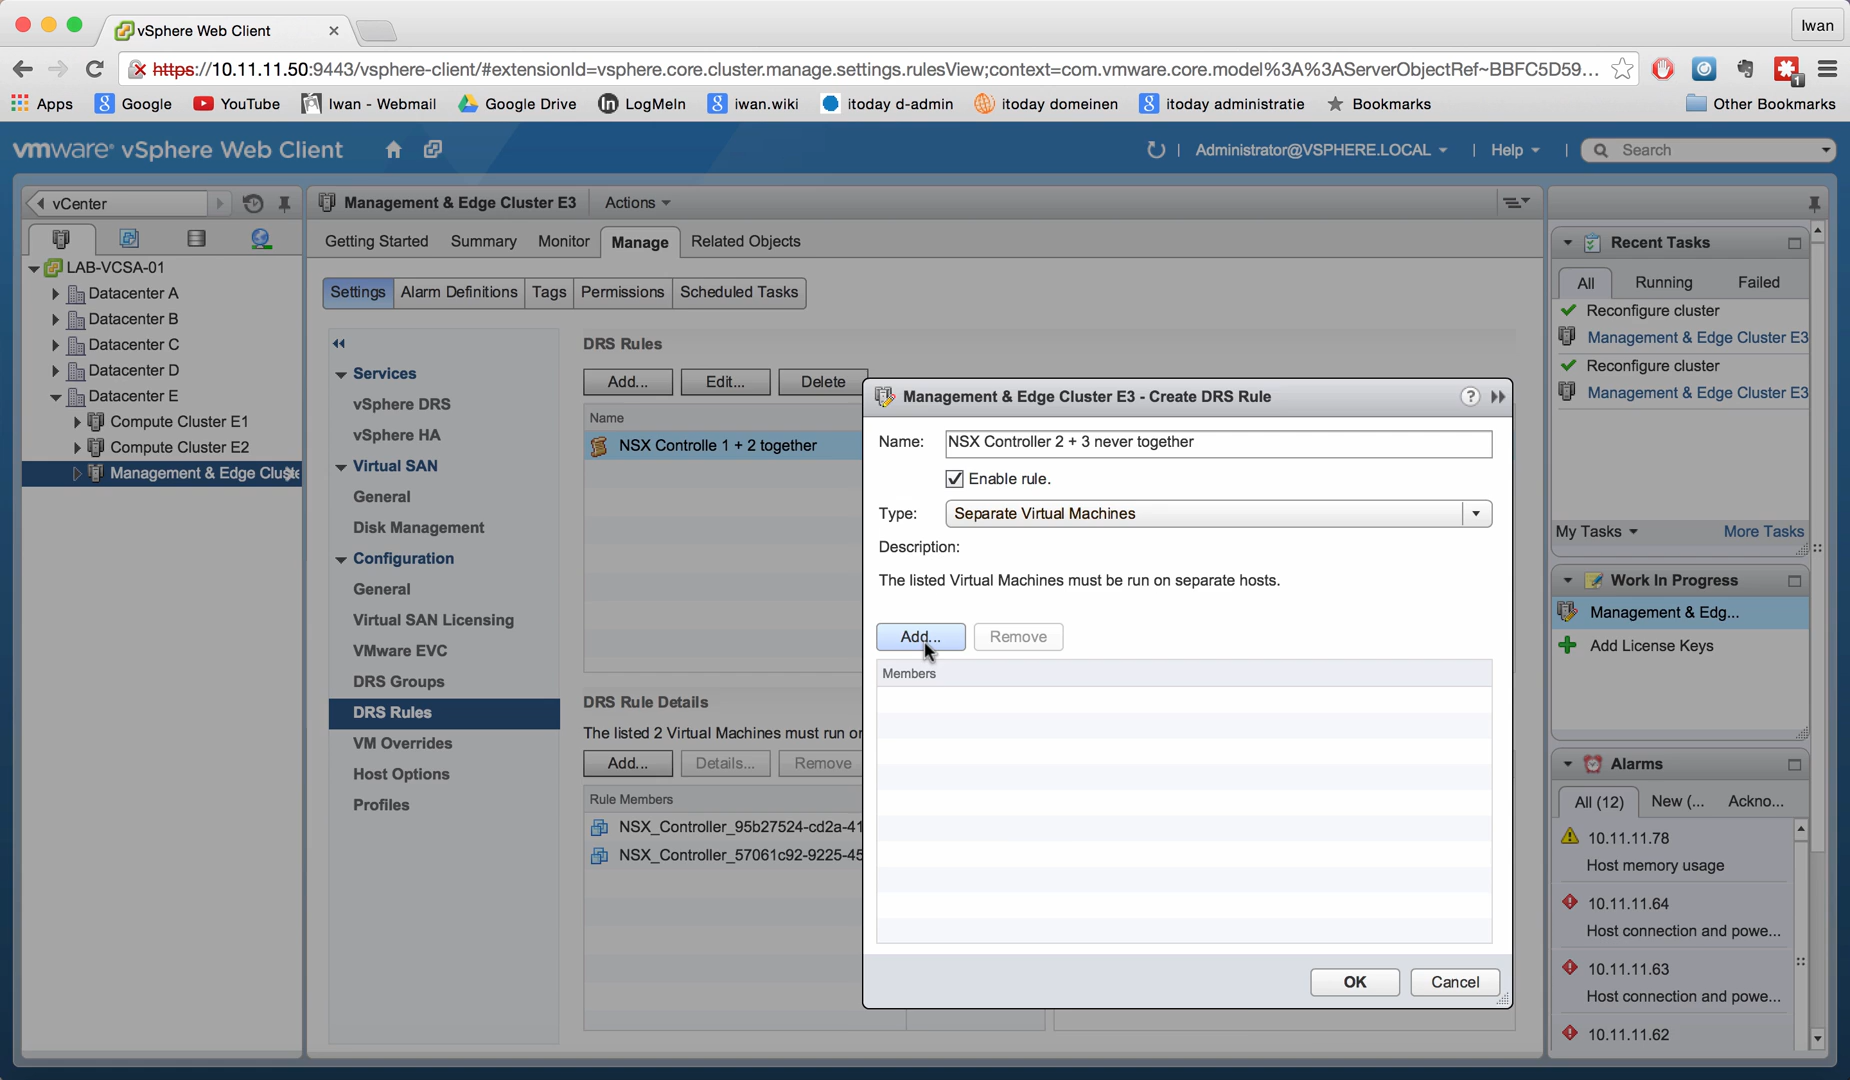 vSphere Web Client
Iwan
https://10.11.11.50:9443/vsphere-client/#extensionId=vsphere.core.cluster.manage.settings.rulesView;context=com.vmware.core.model%3A%3AServerObjectRef~BBFC5D59...
Apps Google YouTube Iwan - Webmail Google Drive LogMeIn iwan.wiki itoday d-admin itoday domeinen itoday administratie Bookmarks Other Bookmarks
vmware® vSphere Web Client
Administrator@VSPHERE.LOCAL | Help | Search
vCenter
LAB-VCSA-01
Datacenter A
Datacenter B
Datacenter C
Datacenter D
Datacenter E
Compute Cluster E1
Compute Cluster E2
Management & Edge Cluste
Management & Edge Cluster E3 Actions
Getting Started Summary Monitor Manage Related Objects
Settings Alarm Definitions Tags Permissions Scheduled Tasks
Services
vSphere DRS
vSphere HA
Virtual SAN
General
Disk Management
Configuration
General
Virtual SAN Licensing
VMware EVC
DRS Groups
DRS Rules
VM Overrides
Host Options
Profiles
DRS Rules
Add... Edit... Delete
Name
NSX Controlle 1 + 2 together
DRS Rule Details
The listed 2 Virtual Machines must run or
Add... Details... Remove
Rule Members
NSX_Controller_95b27524-cd2a-41
NSX_Controller_57061c92-9225-45
Management & Edge Cluster E3 - Create DRS Rule
?
Name: NSX Controller 2 + 3 never together
Enable rule.
Type: Separate Virtual Machines
Description:
The listed Virtual Machines must be run on separate hosts.
Add... Remove
Members
OK Cancel
Recent Tasks
All Running Failed
Reconfigure cluster
Management & Edge Cluster E3
Reconfigure cluster
Management & Edge Cluster E3
My Tasks More Tasks
Work In Progress
Management & Edg...
Add License Keys
Alarms
All (12) New (... Ackno...
10.11.11.78
Host memory usage
10.11.11.64
Host connection and powe...
10.11.11.63
Host connection and powe...
10.11.11.62